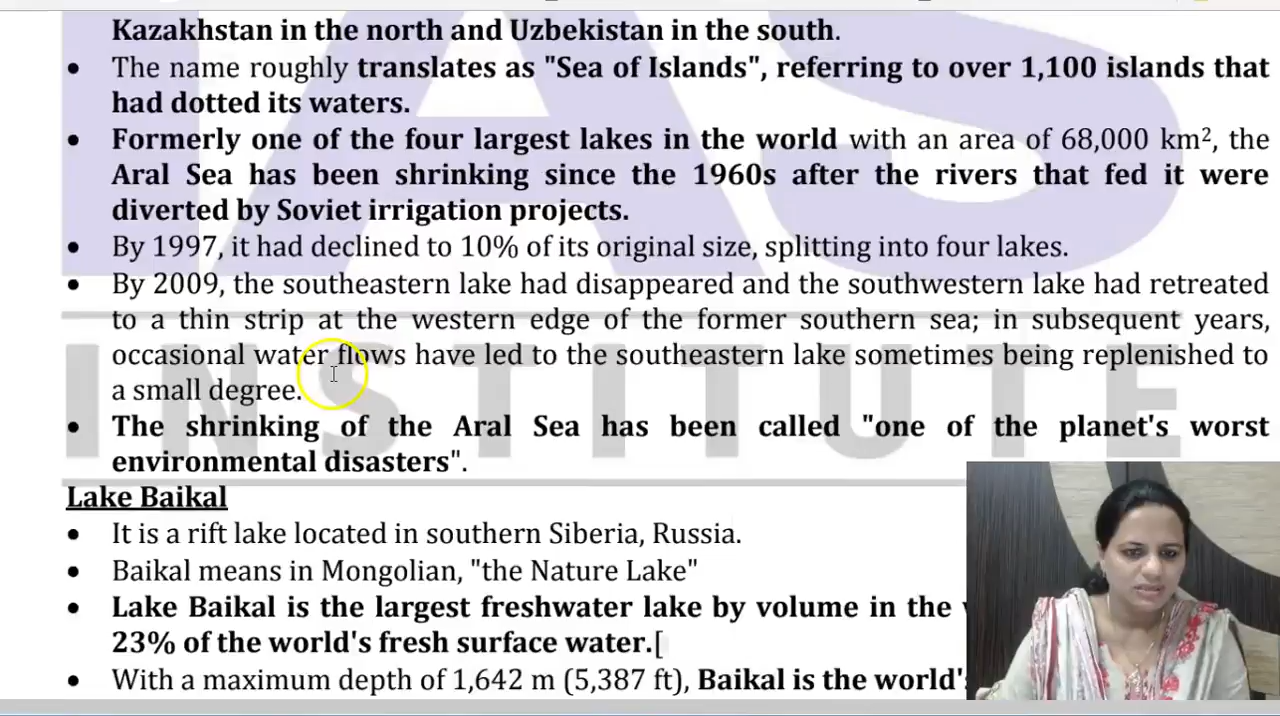 Kazakhstan in the north and Uzbekistan in the south.
• The name roughly translates as "Sea of Islands", referring to over 1,100 islands that
had dotted its waters.
• Formerly one of the four largest lakes in the world with an area of 68,000 km², the
Aral Sea has been shrinking since the 1960s after the rivers that fed it were
diverted by Soviet irrigation projects.
• By 1997, it had declined to 10% of its original size, splitting into four lakes.
• By 2009, the southeastern lake had disappeared and the southwestern lake had retreated
to a thin strip at the western edge of the former southern sea; in subsequent years,
occasional water flows have led to the southeastern lake sometimes being replenished to
a small degree.
• The shrinking of the Aral Sea has been called "one of the planet's worst
environmental disasters".
Lake Baikal
• It is a rift lake located in southern Siberia, Russia.
• Baikal means in Mongolian, "the Nature Lake"
• Lake Baikal is the largest freshwater lake by volume in the
23% of the world's fresh surface water.[
• With a maximum depth of 1,642 m (5,387 ft), Baikal is the world's
IAS
INSTITUTE